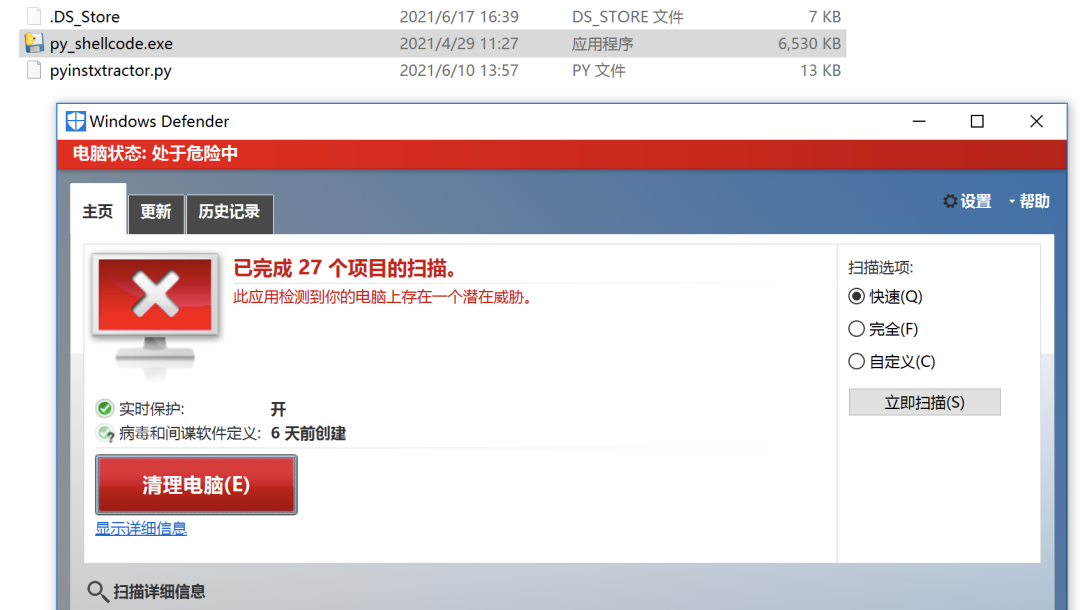 .DS_Store 2021/6/17 16:39 DS_STORE 文件 7 KB
py_shellcode.exe 2021/4/29 11:27 应用程序 6,530 KB
pyinstxtractor.py 2021/6/10 13:57 PY 文件 13 KB
Windows Defender
电脑状态: 处于危险中
主页 更新 历史记录 设置 帮助
已完成 27 个项目的扫描。
此应用检测到你的电脑上存在一个潜在威胁。
扫描选项:
快速(Q)
完全(F)
自定义(C)
立即扫描(S)
实时保护: 开
病毒和间谍软件定义: 6 天前创建
清理电脑(E)
显示详细信息
扫描详细信息